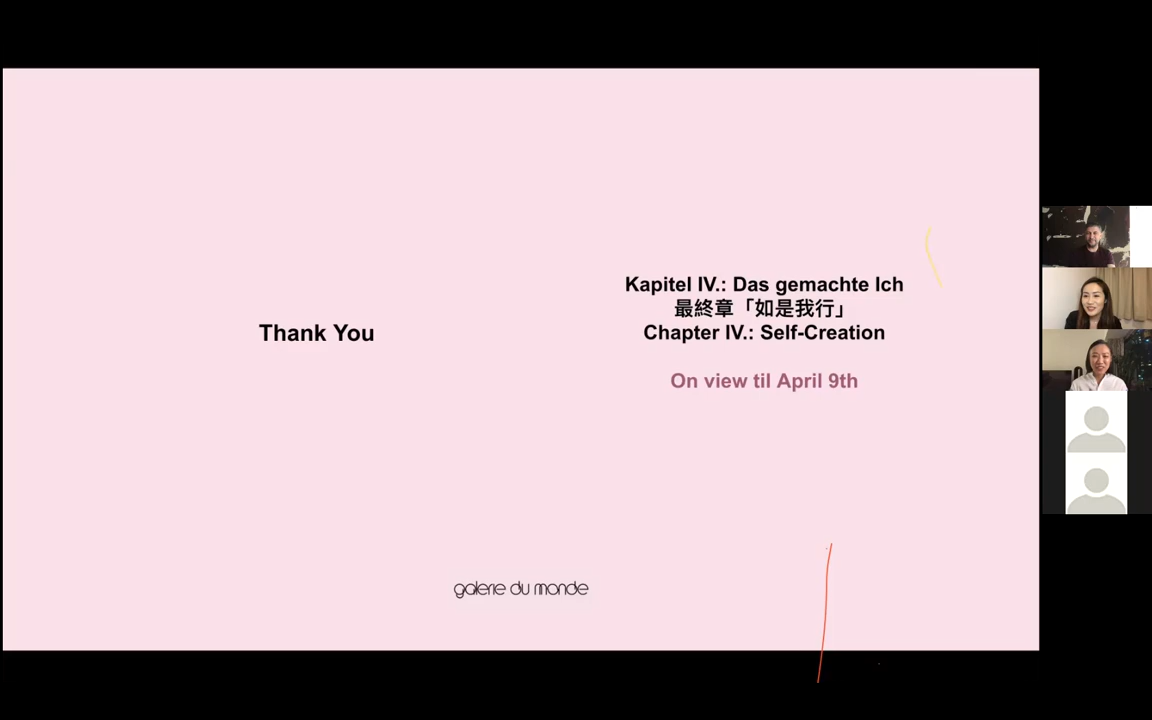 Thank You
Kapitel IV.: Das gemachte Ich
最終章「如是我行」
Chapter IV.: Self-Creation
On view til April 9th
galerie du monde